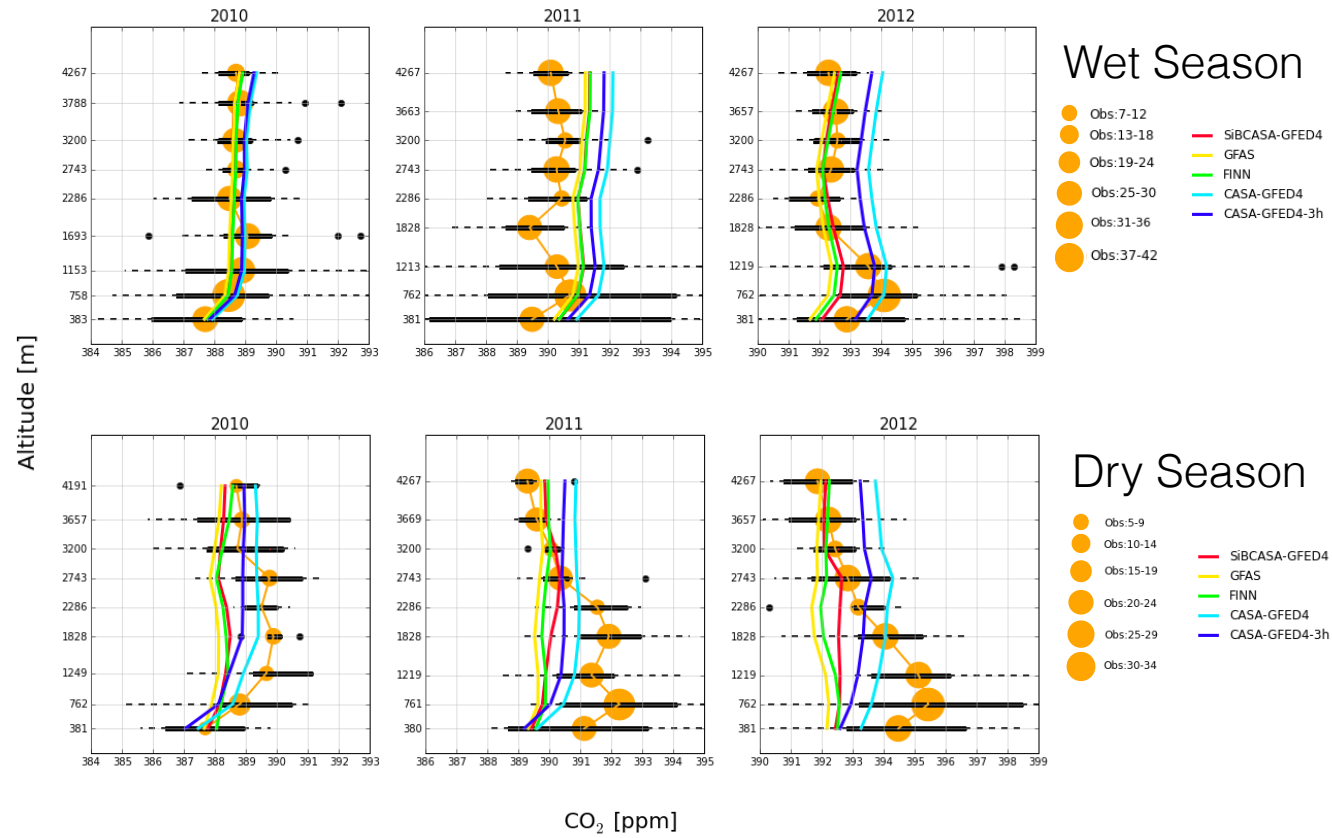 2010
2011
2012
Wet Season
4267
3788
3200
2743
2286
1693
1153
758
383
384 385 386 387 388 389 390 391 392 393
4267
3663
3200
2743
2286
1828
1213
762
381
386 387 388 389 390 391 392 393 394 395
4267
3657
3200
2743
2286
1828
1219
762
381
390 391 392 393 394 395 396 397 398 399
Obs:7-12
Obs:13-18
Obs:19-24
Obs:25-30
Obs:31-36
Obs:37-42
SiBCASA-GFED4
GFAS
FINN
CASA-GFED4
CASA-GFED4-3h
Altitude [m]
2010
2011
2012
Dry Season
4191
3657
3200
2743
2286
1828
1249
762
381
384 385 386 387 388 389 390 391 392 393
4267
3669
3200
2743
2286
1828
1219
761
380
386 387 388 389 390 391 392 393 394 395
4267
3657
3200
2743
2286
1828
1219
762
381
390 391 392 393 394 395 396 397 398 399
Obs:5-9
Obs:10-14
Obs:15-19
Obs:20-24
Obs:25-29
Obs:30-34
SiBCASA-GFED4
GFAS
FINN
CASA-GFED4
CASA-GFED4-3h
CO₂ [ppm]